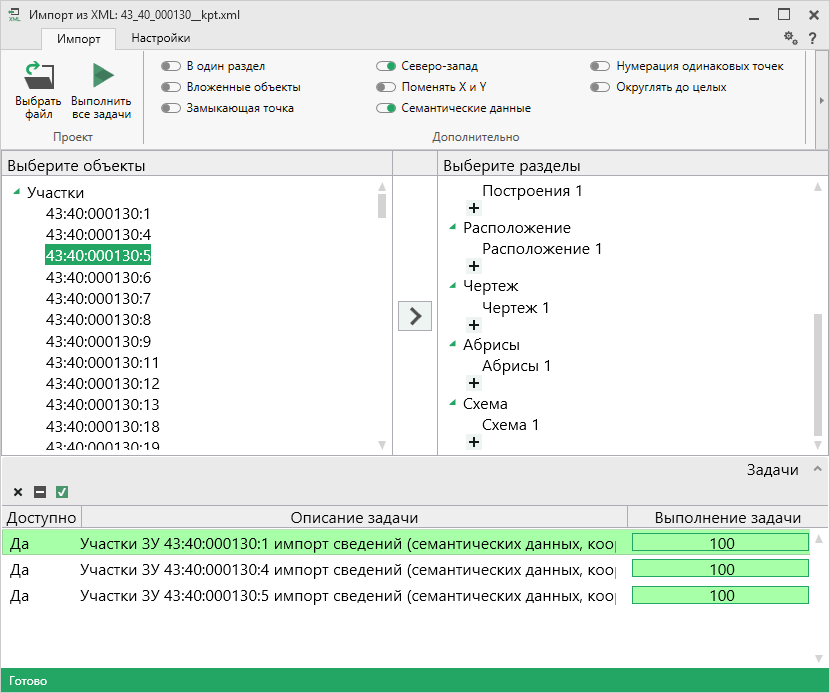 XML
Импорт из XML: 43_40_000130__kpt.xml
Импорт
Настройки
?
Выбрать файл
Выполнить все задачи
Проект
В один раздел
Вложенные объекты
Замыкающая точка
Северо-запад
Поменять X и Y
Семантические данные
Нумерация одинаковых точек
Округлять до целых
Дополнительно
Выберите объекты
Участки
43:40:000130:1
43:40:000130:4
43:40:000130:5
43:40:000130:6
43:40:000130:7
43:40:000130:8
43:40:000130:9
43:40:000130:11
43:40:000130:12
43:40:000130:13
43:40:000130:18
43:40:000130:19
Выберите разделы
Построения 1
+
Расположение
Расположение 1
+
Чертеж
Чертеж 1
+
Абрисы
Абрисы 1
+
Схема
Схема 1
+
Задачи
Доступно Описание задачи Выполнение задачи
Да Участки ЗУ 43:40:000130:1 импорт сведений (семантических данных, коо 100
Да Участки ЗУ 43:40:000130:4 импорт сведений (семантических данных, коо 100
Да Участки ЗУ 43:40:000130:5 импорт сведений (семантических данных, коо 100
Готово